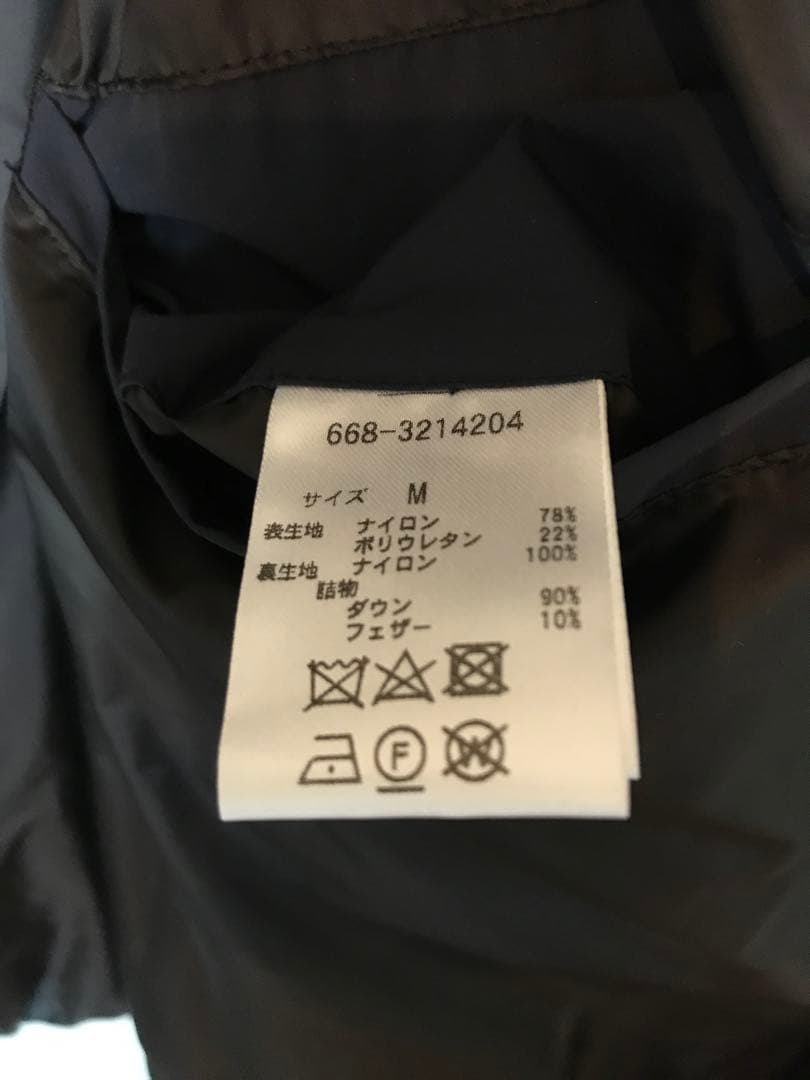 668-3214204
サイズ M
表生地 ナイロン 78%
ポリウレタン 22%
裏生地 ナイロン 100%
詰物
ダウン 90%
フェザー 10%
F W